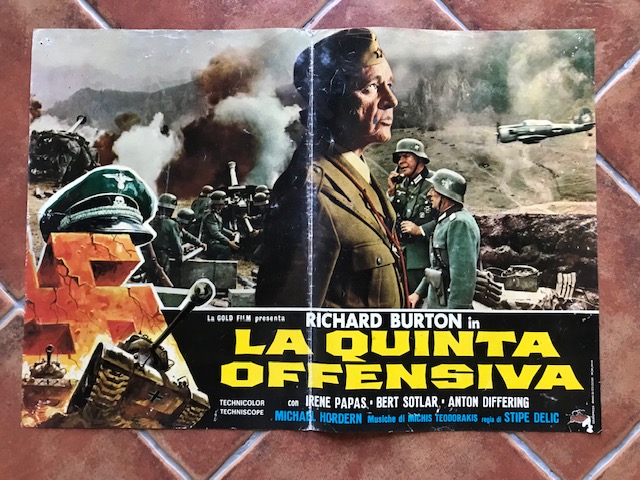 La GOLD FILM presenta
RICHARD BURTON in
LA QUINTA
OFFENSIVA
TECHNICOLOR
TECHNISCOPE
con IRENE PAPAS · BERT SOTLAR · ANTON DIFFERING
MICHAEL HORDERN Musiche di MICHIS TEODORAKIS regia di STIPE DELIC